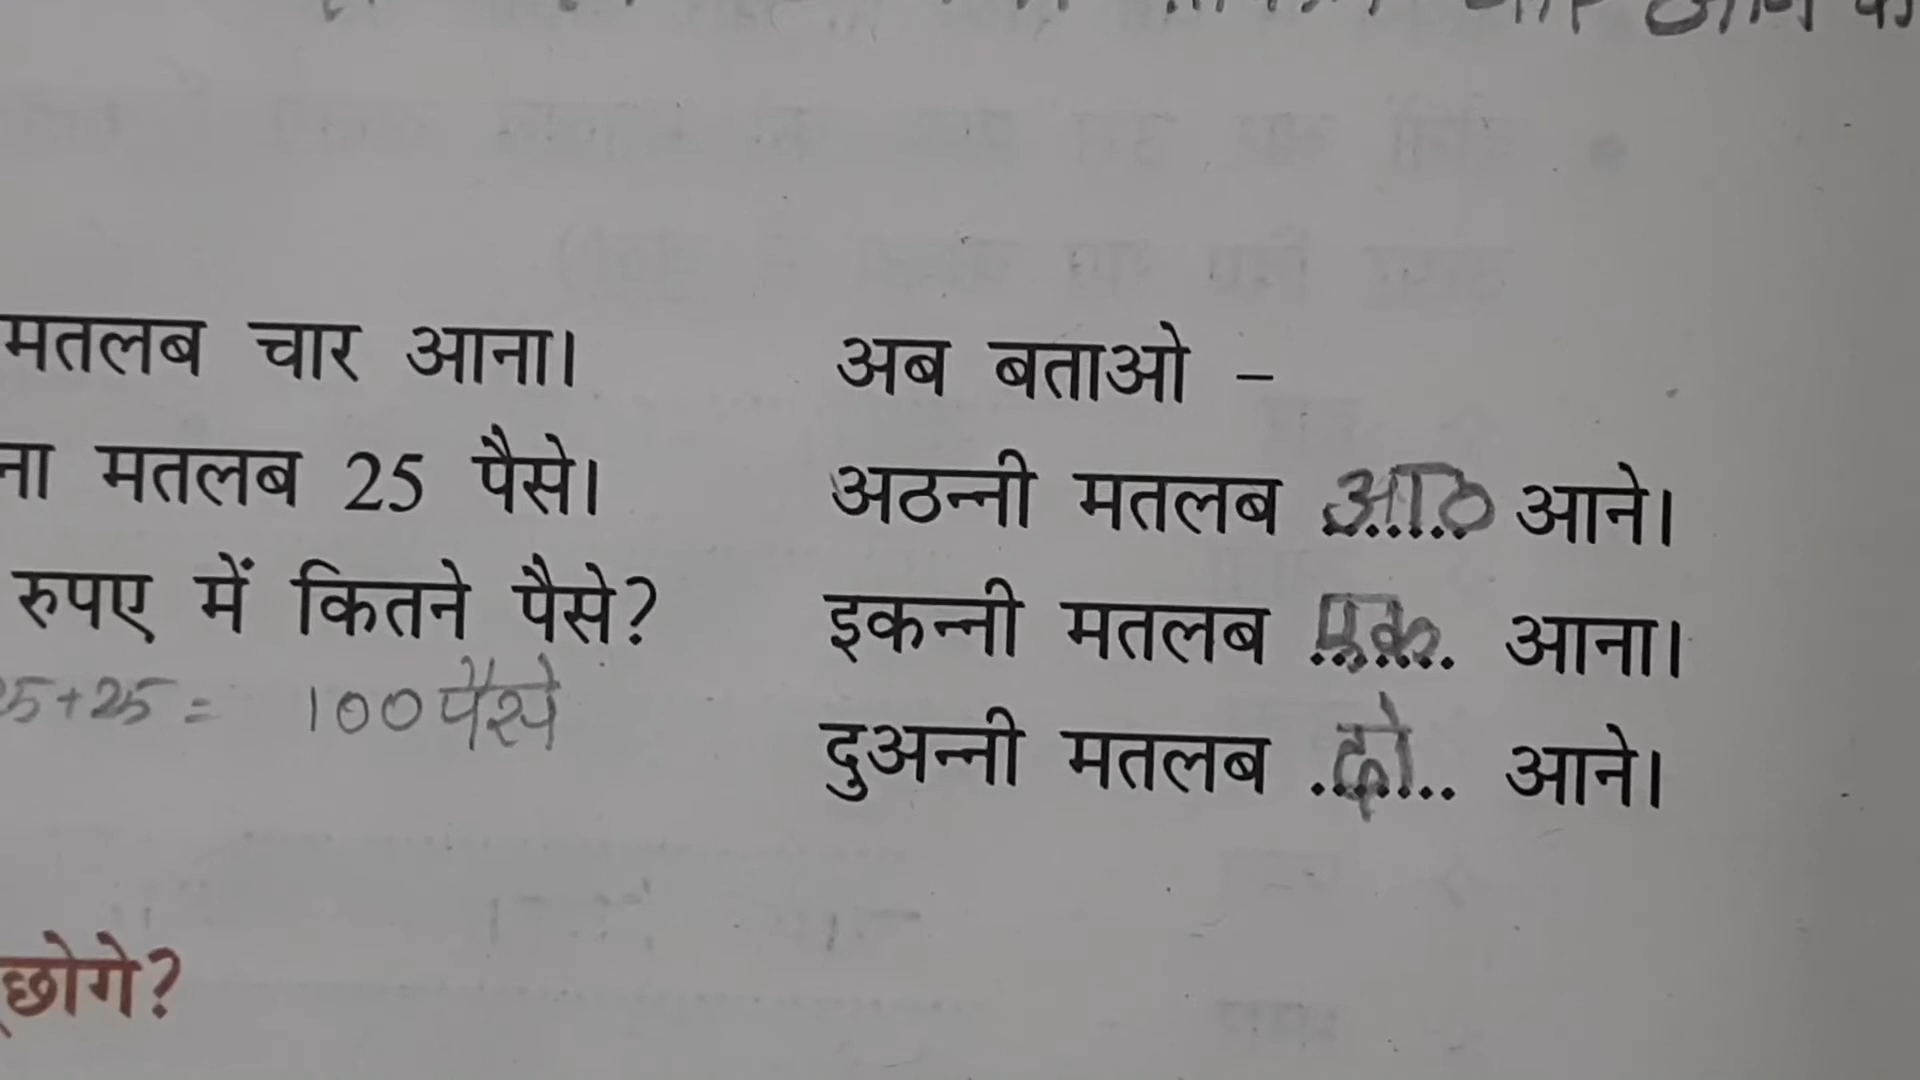 मतलब चार आना।
ना मतलब 25 पैसे।
रुपए में कितने पैसे?
25+25 = 100 पैसे
अब बताओ –
अठन्नी मतलब आठ आने।
इकन्नी मतलब एक आना।
दुअन्नी मतलब दो आने।
छोगे?